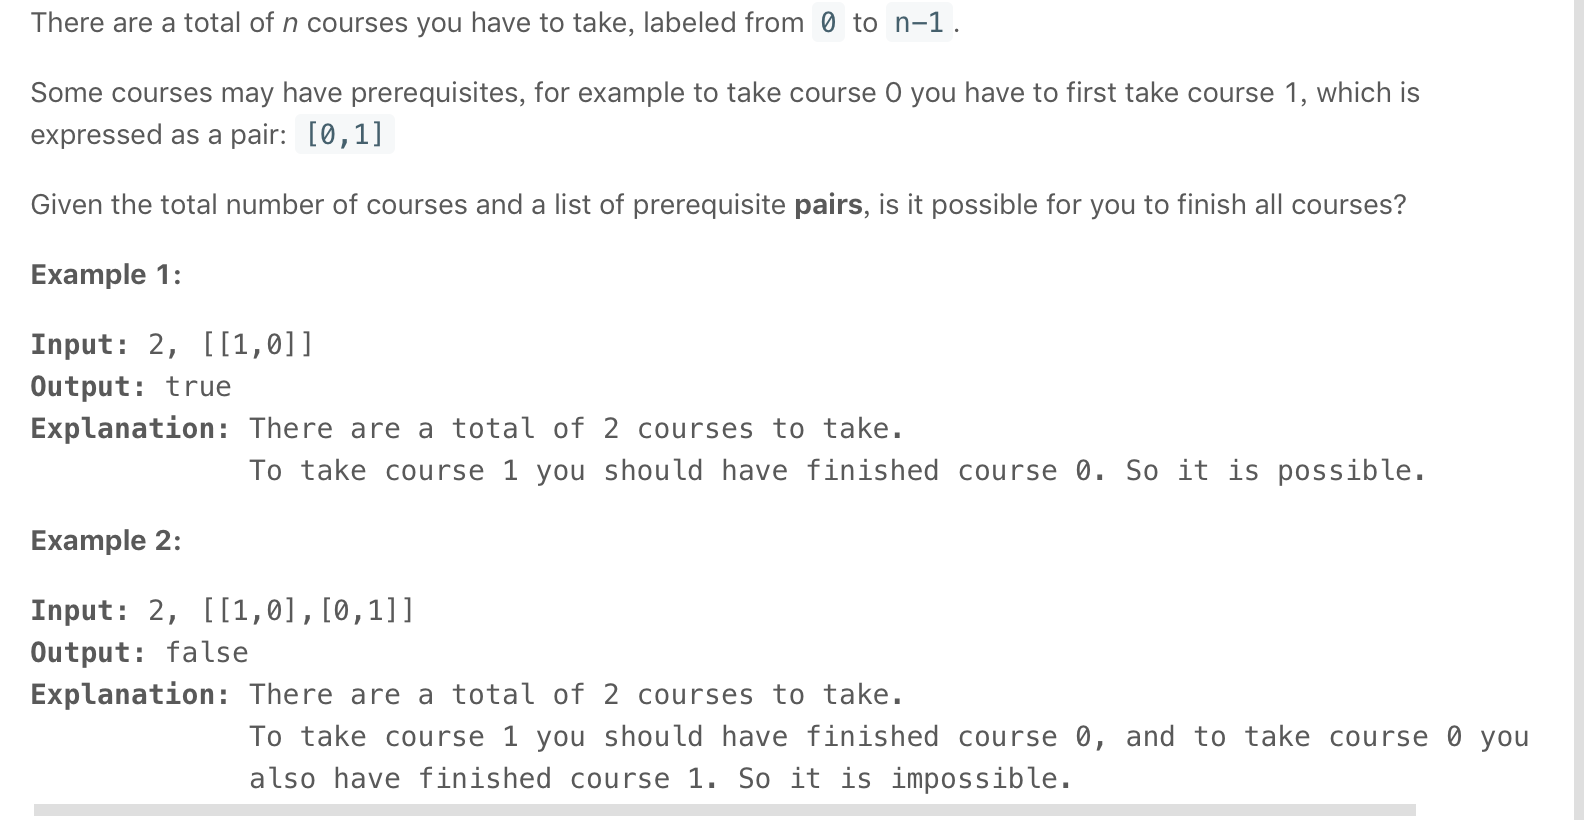 There are a total of n courses you have to take, labeled from 0 to n-1.
Some courses may have prerequisites, for example to take course 0 you have to first take course 1, which is
expressed as a pair: [0,1]
Given the total number of courses and a list of prerequisite pairs, is it possible for you to finish all courses?
Example 1:
Input: 2, [[1,0]]
Output: true
Explanation: There are a total of 2 courses to take.
To take course 1 you should have finished course 0. So it is possible.
Example 2:
Input: 2, [[1,0],[0,1]]
Output: false
Explanation: There are a total of 2 courses to take.
To take course 1 you should have finished course 0, and to take course 0 you
also have finished course 1. So it is impossible.